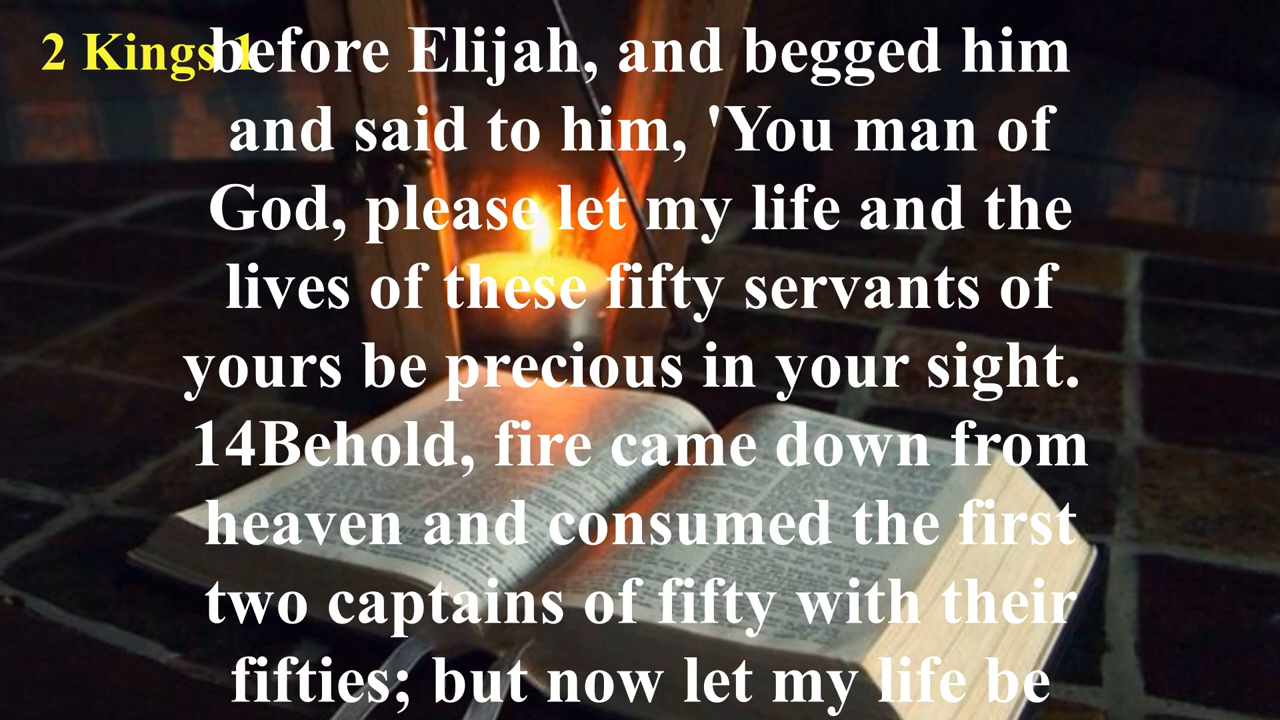 2 Kings 1
before Elijah, and begged him
and said to him, 'You man of
God, please let my life and the
lives of these fifty servants of
yours be precious in your sight.
14Behold, fire came down from
heaven and consumed the first
two captains of fifty with their
fifties; but now let my life be